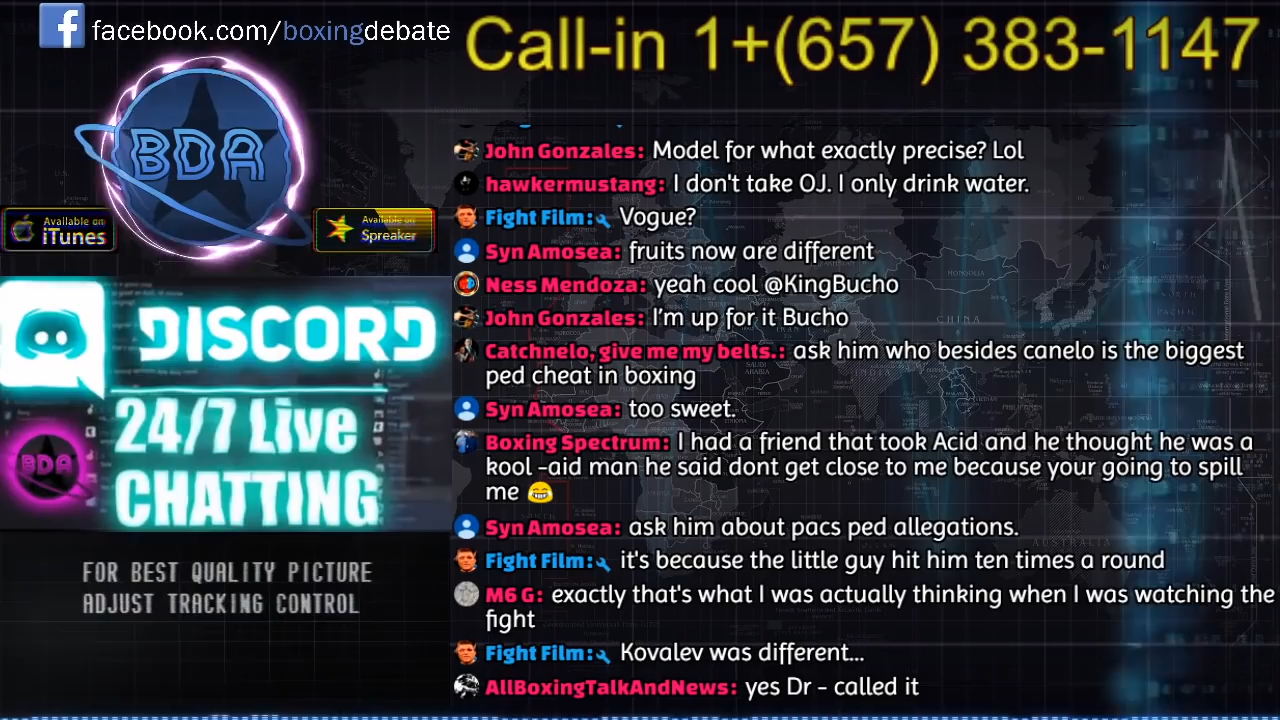 facebook.com/boxingdebate
Call-in 1+(657) 383-1147
BDA
Available on
iTunes
Available on
Spreaker
DISCORD
24/7 Live
CHATTING
BDA
FOR BEST QUALITY PICTURE
ADJUST TRACKING CONTROL
John Gonzales: Model for what exactly precise? Lol
hawkermustang: I don't take OJ. I only drink water.
Fight Film: Vogue?
Syn Amosea: fruits now are different
Ness Mendoza: yeah cool @KingBucho
John Gonzales: I'm up for it Bucho
Catchnelo, give me my belts.: ask him who besides canelo is the biggest
ped cheat in boxing
Syn Amosea: too sweet.
Boxing Spectrum: I had a friend that took Acid and he thought he was a
kool -aid man he said dont get close to me because your going to spill
me 😂
Syn Amosea: ask him about pacs ped allegations.
Fight Film: it's because the little guy hit him ten times a round
M6 G: exactly that's what I was actually thinking when I was watching the
fight
Fight Film: Kovalev was different...
AllBoxingTalkAndNews: yes Dr - called it
MONGOLIA
CHINA
SAUDI
ARABIA
AUSTRALIA